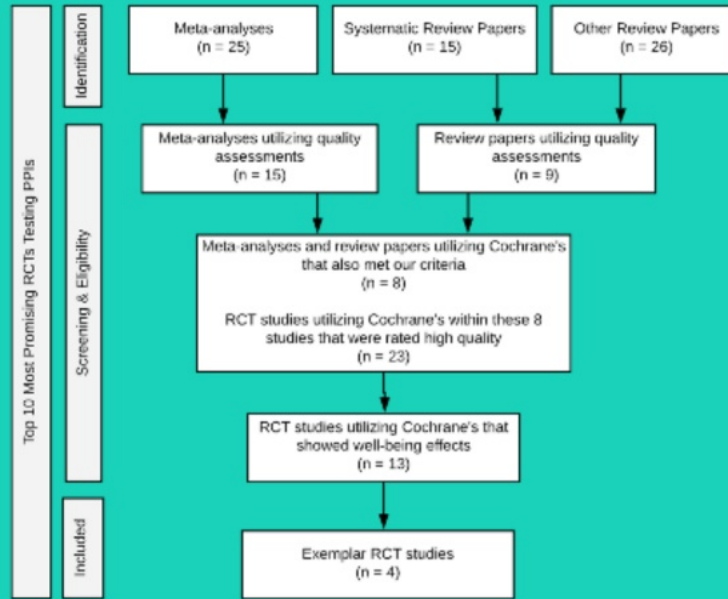 Top 10 Most Promising RCTs Testing PPIs
Identification
Meta-analyses
(n = 25)
Systematic Review Papers
(n = 15)
Other Review Papers
(n = 26)
Screening & Eligibility
Meta-analyses utilizing quality
assessments
(n = 15)
Review papers utilizing quality
assessments
(n = 9)
Meta-analyses and review papers utilizing Cochrane's
that also met our criteria
(n = 8)
RCT studies utilizing Cochrane's within these 8
studies that were rated high quality
(n = 23)
RCT studies utilizing Cochrane's that
showed well-being effects
(n = 13)
Included
Exemplar RCT studies
(n = 4)